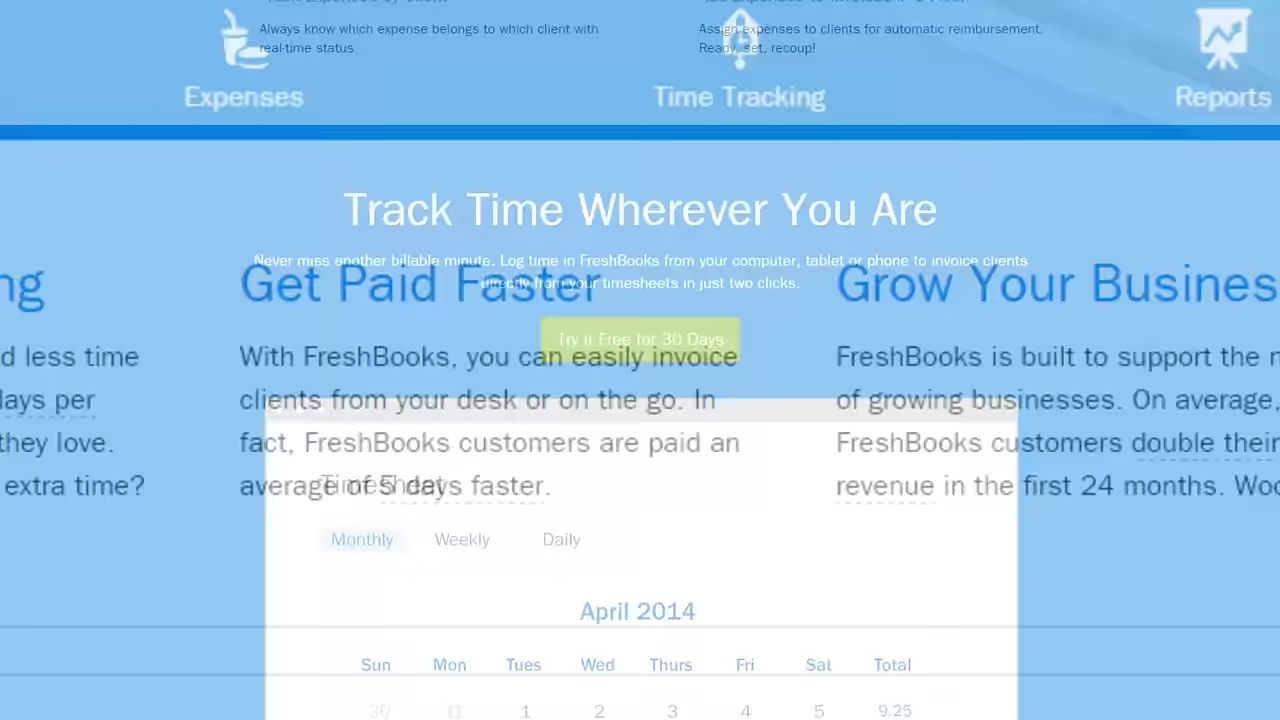 Always know which expense belongs to which client with
real-time status.
Assign expenses to clients for automatic reimbursement.
Ready, set, recoup!
Expenses
Time Tracking
Reports
Track Time Wherever You Are
Never miss another billable minute. Log time in FreshBooks from your computer, tablet or phone to invoice clients
directly from your timesheets in just two clicks.
Try it Free for 30 Days
ng
d less time
days per
they love.
extra time?
Get Paid Faster
With FreshBooks, you can easily invoice
clients from your desk or on the go. In
fact, FreshBooks customers are paid an
average of 5 days faster.
Grow Your Busines
FreshBooks is built to support the
of growing businesses. On average,
FreshBooks customers double their
revenue in the first 24 months. Woo
Timesheet
Monthly Weekly Daily
April 2014
Sun Mon Tues Wed Thurs Fri Sat Total
30 31 1 2 3 4 5 9.25